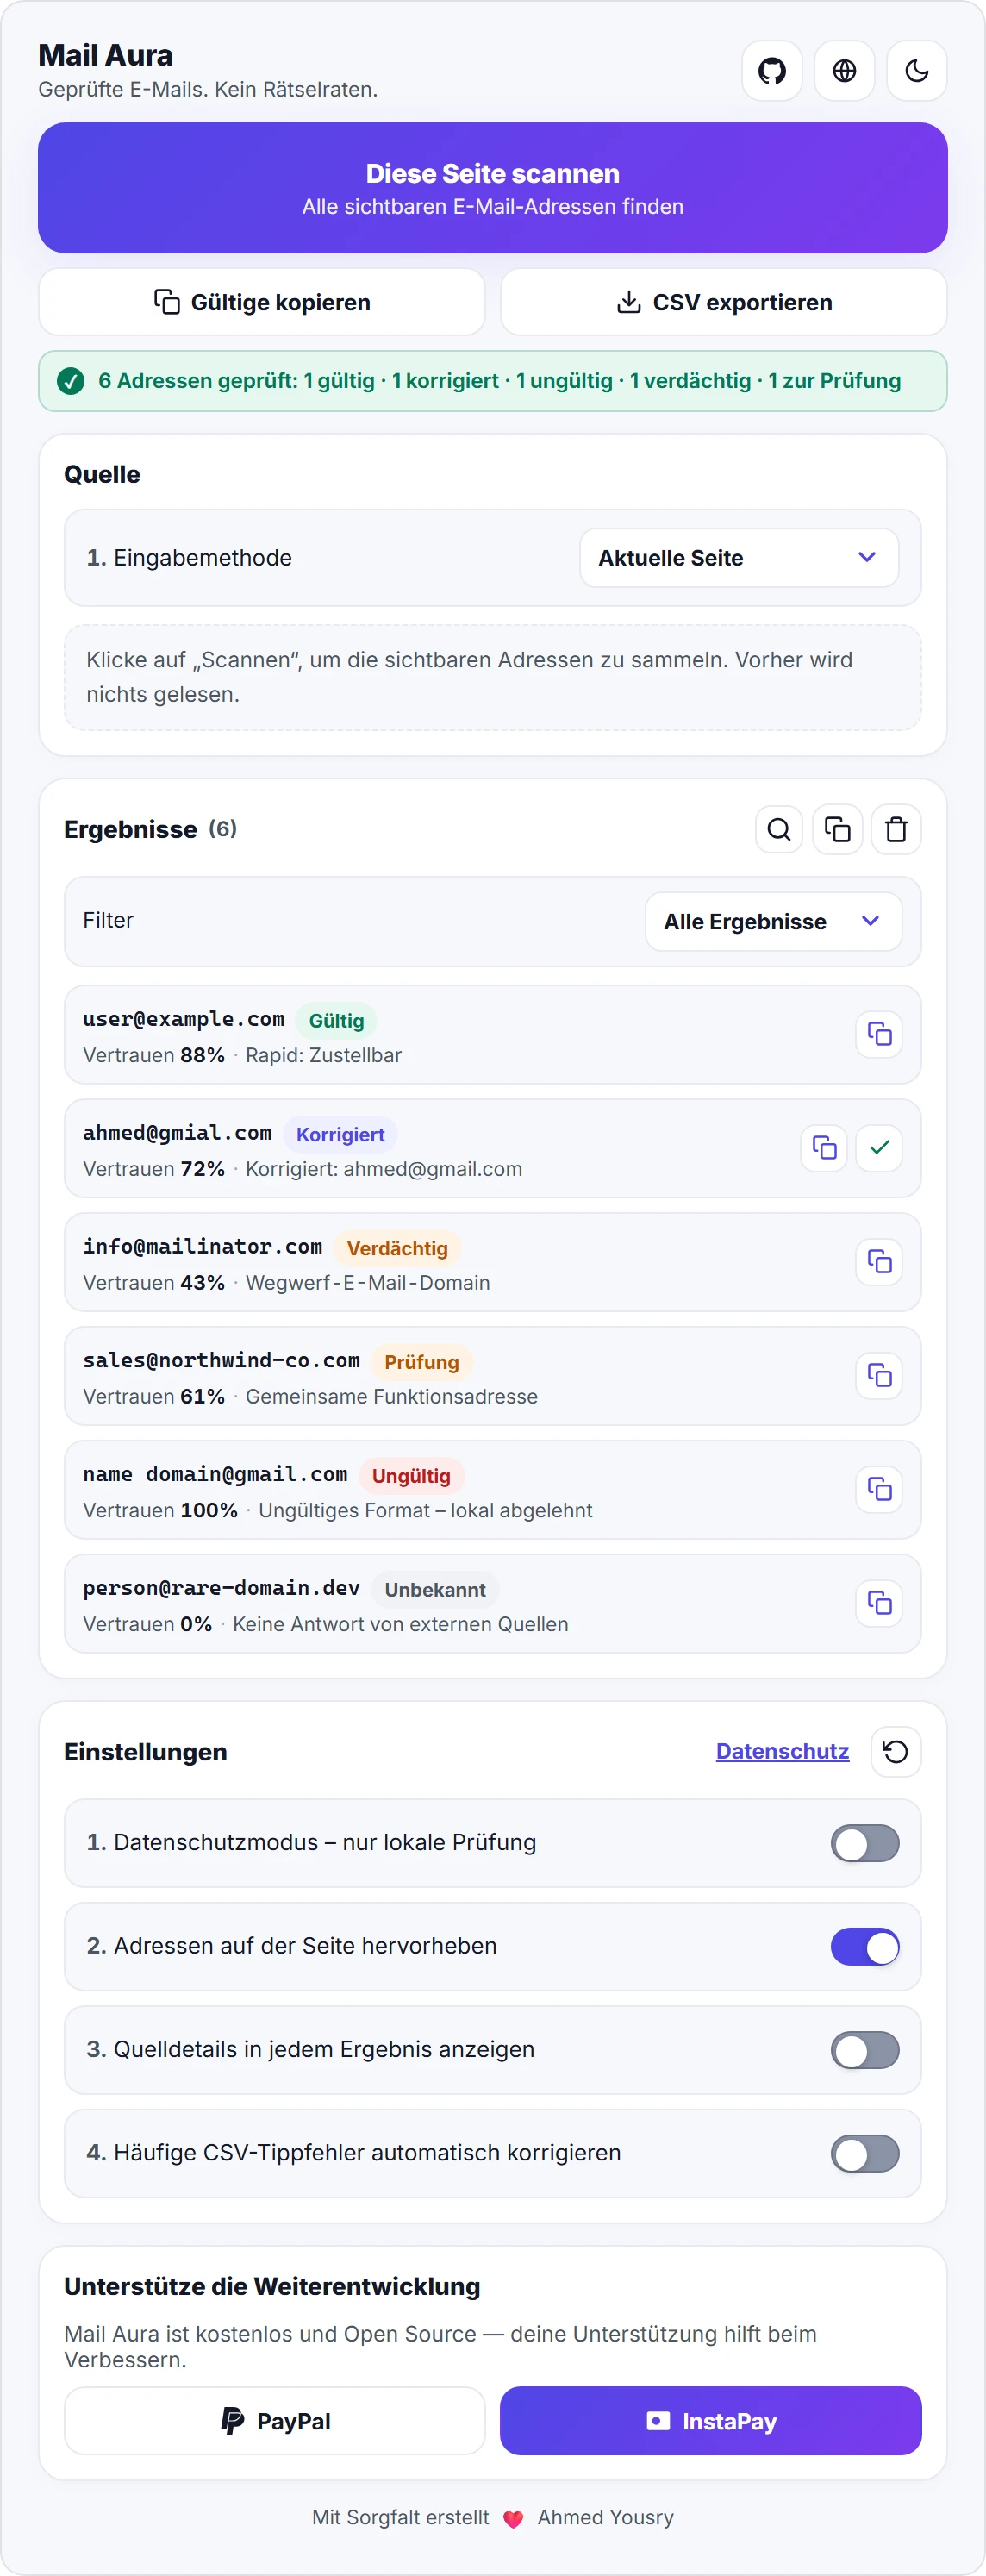 Mail Aura
Geprüfte E-Mails. Kein Rätselraten.
Diese Seite scannen
Alle sichtbaren E-Mail-Adressen finden
Gültige kopieren
CSV exportieren
6 Adressen geprüft: 1 gültig · 1 korrigiert · 1 ungültig · 1 verdächtig · 1 zur Prüfung
Quelle
1. Eingabemethode
Aktuelle Seite
Klicke auf „Scannen“, um die sichtbaren Adressen zu sammeln. Vorher wird
nichts gelesen.
Ergebnisse (6)
Filter
Alle Ergebnisse
user@example.com Gültig
Vertrauen 88% · Rapid: Zustellbar
ahmed@gmial.com Korrigiert
Vertrauen 72% · Korrigiert: ahmed@gmail.com
info@mailinator.com Verdächtig
Vertrauen 43% · Wegwerf-E-Mail-Domain
sales@northwind-co.com Prüfung
Vertrauen 61% · Gemeinsame Funktionsadresse
name domain@gmail.com Ungültig
Vertrauen 100% · Ungültiges Format – lokal abgelehnt
person@rare-domain.dev Unbekannt
Vertrauen 0% · Keine Antwort von externen Quellen
Einstellungen
Datenschutz
1. Datenschutzmodus – nur lokale Prüfung
2. Adressen auf der Seite hervorheben
3. Quelldetails in jedem Ergebnis anzeigen
4. Häufige CSV-Tippfehler automatisch korrigieren
Unterstütze die Weiterentwicklung
Mail Aura ist kostenlos und Open Source — deine Unterstützung hilft beim
Verbessern.
PayPal
InstaPay
Mit Sorgfalt erstellt ❤️ Ahmed Yousry